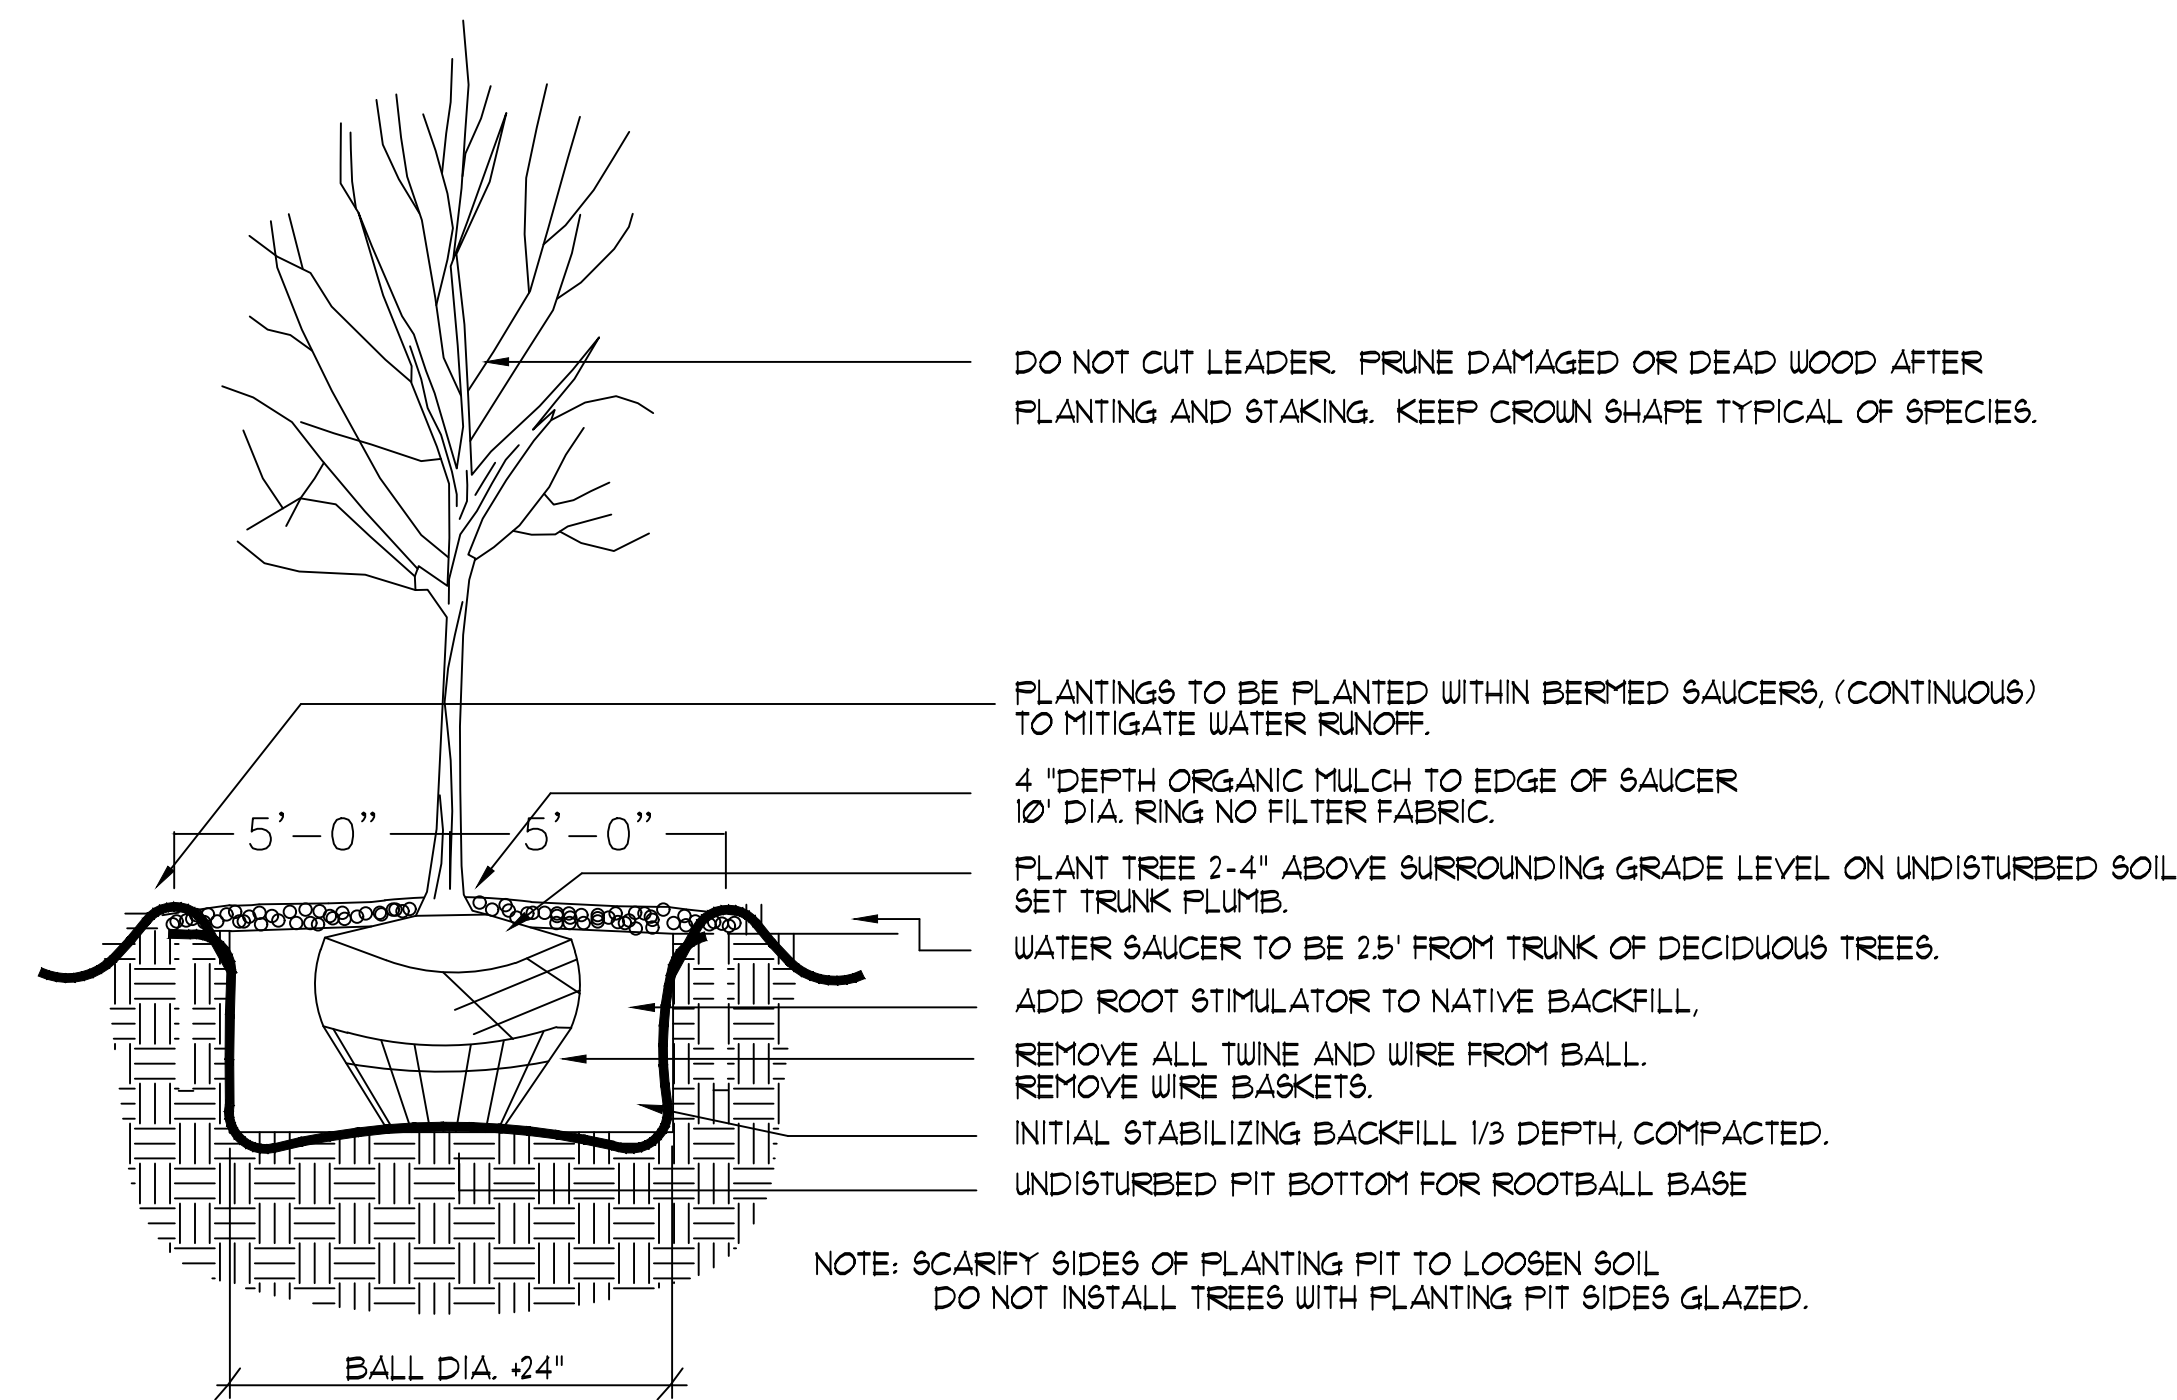 DO NOT CUT LEADER. PRUNE DAMAGED OR DEAD WOOD AFTER
PLANTING AND STAKING. KEEP CROWN SHAPE TYPICAL OF SPECIES.
PLANTINGS TO BE PLANTED WITHIN BERMED SAUCERS, (CONTINUOUS)
TO MITIGATE WATER RUNOFF.
4 "DEPTH ORGANIC MULCH TO EDGE OF SAUCER
10' DIA. RING NO FILTER FABRIC.
5'-0" 5'-0"
PLANT TREE 2-4" ABOVE SURROUNDING GRADE LEVEL ON UNDISTURBED SOIL
SET TRUNK PLUMB.
WATER SAUCER TO BE 2.5' FROM TRUNK OF DECIDUOUS TREES.
ADD ROOT STIMULATOR TO NATIVE BACKFILL,
REMOVE ALL TWINE AND WIRE FROM BALL.
REMOVE WIRE BASKETS.
INITIAL STABILIZING BACKFILL 1/3 DEPTH, COMPACTED.
UNDISTURBED PIT BOTTOM FOR ROOTBALL BASE
NOTE: SCARIFY SIDES OF PLANTING PIT TO LOOSEN SOIL
DO NOT INSTALL TREES WITH PLANTING PIT SIDES GLAZED.
BALL DIA. +24"